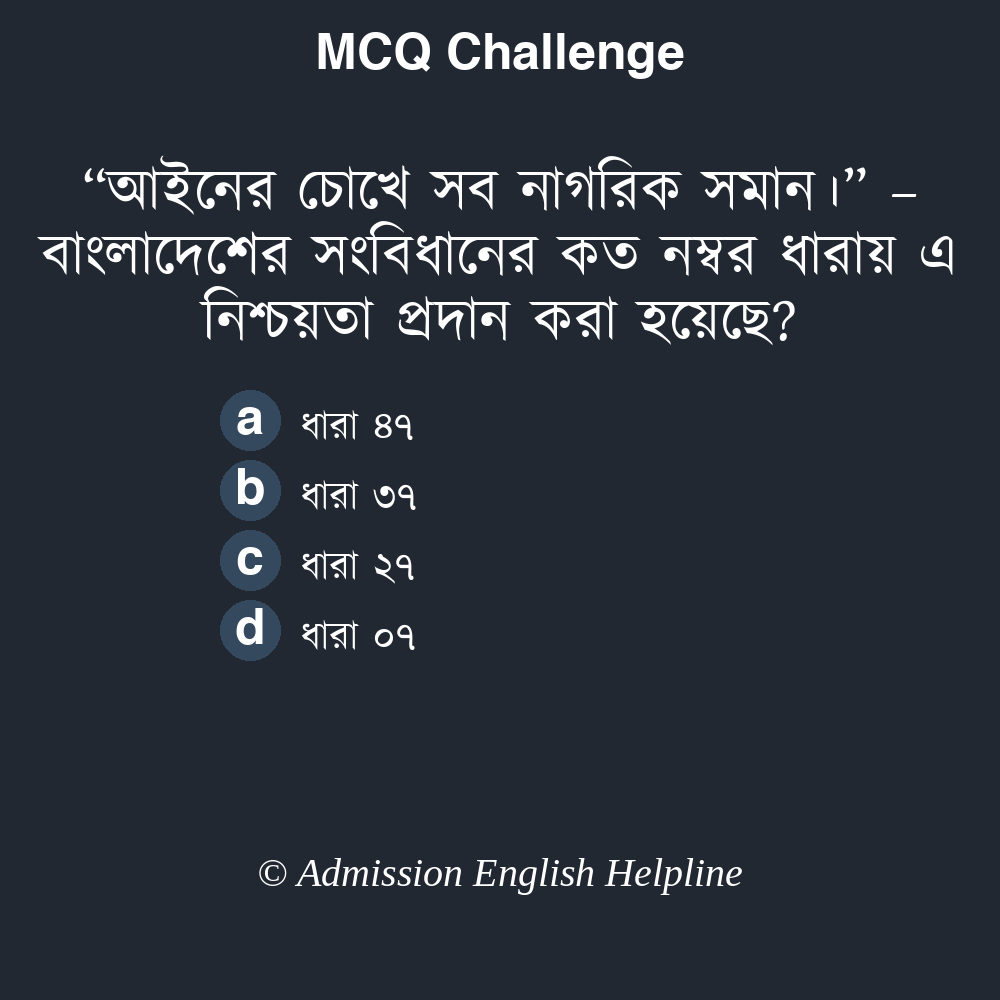 MCQ Challenge
“আইনের চোখে সব নাগরিক সমান।” –
বাংলাদেশের সংবিধানের কত নম্বর ধারায় এ
নিশ্চয়তা প্রদান করা হয়েছে?
a ধারা ৪৭
b ধারা ৩৭
c ধারা ২৭
d ধারা ০৭
© Admission English Helpline